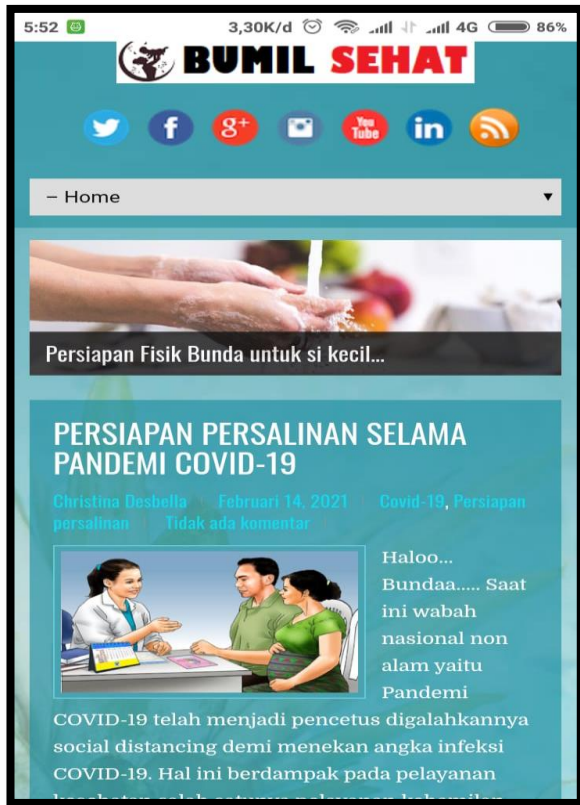 5:52 3,30K/d 4G 86%
BUMIL SEHAT
You
Tube
in
– Home
Persiapan Fisik Bunda untuk si kecil...
PERSIAPAN PERSALINAN SELAMA
PANDEMI COVID-19
Christina Desbella Februari 14, 2021 Covid-19, Persiapan
persalinan Tidak ada komentar
Haloo...
Bundaa..... Saat
ini wabah
nasional non
alam yaitu
Pandemi
COVID-19 telah menjadi pencetus digalahkannya
social distancing demi menekan angka infeksi
COVID-19. Hal ini berdampak pada pelayanan